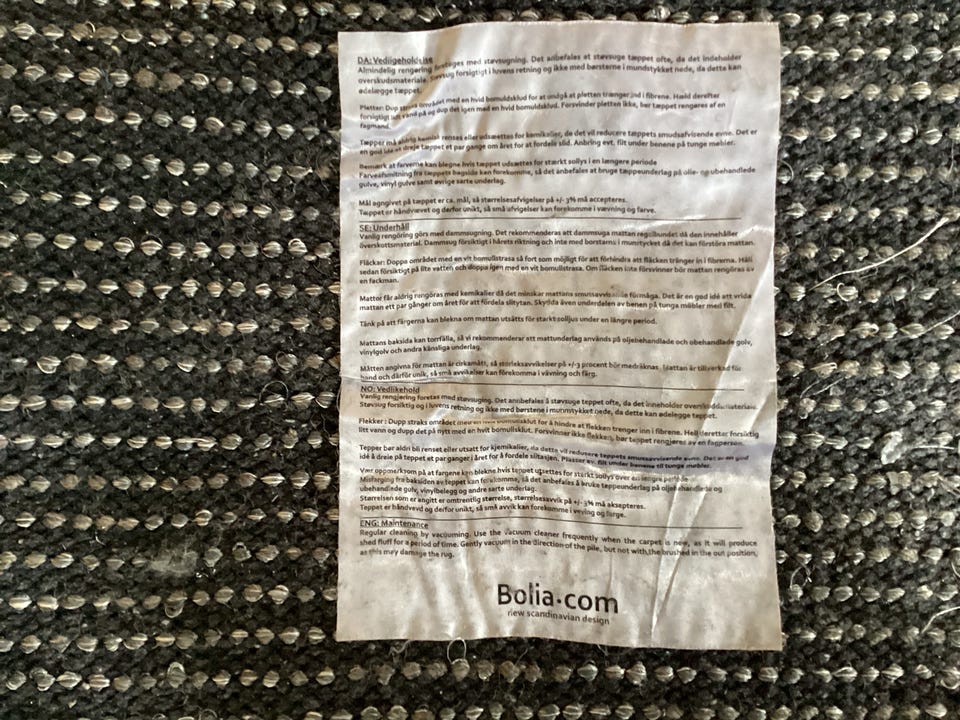 DA: Vedligeholdelse
Almindelig rengøring foretages med støvsugning. Det anbefales at støvsuge tæppet ofte, da det indeholder
overskudsmateriale. Støvsug forsigtigt i luvens retning og ikke med børsterne i mundstykket nede, da dette kan
ødelægge tæppet.
Pletter: Dup straks området med en hvid bomuldsklud for at undgå at pletten trænger ind i fibrene. Hæld derefter
forsigtigt lidt vand på og dup det igen med en hvid bomuldsklud. Forsvinder pletten ikke, bør tæppet rengøres af en
fagmand.
Tæpper må aldrig kemisk renses eller udsættes for kemikalier, da det vil reducere tæppets smudsafvisende evne. Det er
en god idé at dreje tæppet et par gange om året for at fordele slid. Anbring evt. filt under benene på tunge møbler.
Bemærk at farverne kan blegne hvis tæppet udsættes for stærkt sollys i en længere periode
Farveafsmitning fra tæppets bagside kan forekomme, så det anbefales at bruge tæppeunderlag på olie- og ubehandlede
gulve, vinyl gulve samt øvrige sarte underlag.
Mål agngivet på tæppet er ca. mål, så størrelsesafvigelser på +/- 3% må accepteres.
Tæppet er håndvævet og derfor unikt, så små afvigelser kan forekomme i vævning og farve.
SE: Underhåll
Vanlig rengöring görs med dammsugning. Det rekommenderas att dammsuga mattan regelbundet då den innehåller
överskottsmaterial. Dammsug försiktigt i hårets riktning och inte med borstarna i munstycket då det kan förstöra mattan.
Fläckar: Doppa området med en vit bomullstrasa så fort som möjligt för att förhindra att fläcken tränger in i fibrerna. Häll
sedan försiktigt på lite vatten och doppa igen med en vit bomullstrasa. Om fläcken inte försvinner bör mattan rengöras av
en fackman.
Mattor får aldrig rengöras med kemikalier då det minskar mattans smussavvisande förmåga. Det är en god idé att vrida
mattan ett par gånger om året för att fördela slitytan. Skydda även underdelen av benen på tunga möbler med filt.
Tänk på att färgerna kan blekna om mattan utsätts för starkt solljus under en längre period.
Mattans baksida kan torrfälla, så vi rekommenderar att mattunderlag används på oljebehandlade och obehandlade golv,
vinylgolv och andra känsliga underlag.
Måtten angivna för mattan är cirkamått, så storleksavvikelser på +/-3 procent bör medräknas. Mattan är tillverkad för
hand och därför unik, så små avvikelser kan förekomma i vävning och färg.
NO: Vedlikehold
Vanlig rengjøring foretas med støvsuging. Det annbefales å støvsuge teppet ofte, da det inneholder overskuddsmateriale.
Støvsug forsiktig og i luvens retning og ikke med børstene i munnstykket nede, da dette kan ødelegge teppet.
Flekker: Dupp straks området med en hvit bomullsklut for å hindre at flekken trenger inn i fibrene. Hell deretter forsiktig
litt vann og dupp det på nytt med en hvit bomullsklut. Forsvinner ikke flekken, bør teppet rengjøres av en fagperson.
Tepper bør aldri bli renset eller utsatt for kjemikalier, da dette vil redusere teppets smussavvisende evne. Det er en god
idé å dreie på teppet et par ganger i året for å fordele slitasjen. Plasser ev. filt under benene til tunge møbler.
Vær oppmerksom på at fargene kan blekne hvis teppet utsettes for starkt sollys over en lengre periode
Misfarging fra baksiden av teppet kan forekomma, så det anbefales å bruke teppeunderlag på oljebehandlede og
ubehandlede golv, vinylbelegg og andre sarte underlag.
Størrelsen som er angitt er omtrentlig størrelse, størrelsesavvik på +/- 3% må aksepteres.
Teppet er håndvevd og derfor unikt, så små avvik kan forekomme i veving og farge.
ENG: Maintenance
Regular cleaning by vacuuming. Use the vacuum cleaner frequently when the carpet is new, as it will produce
shed fluff for a period of time. Gently vacuum in the direction of the pile, but not with the brushed in the out position,
as this may damage the rug.
Bolia.com
new scandinavian design